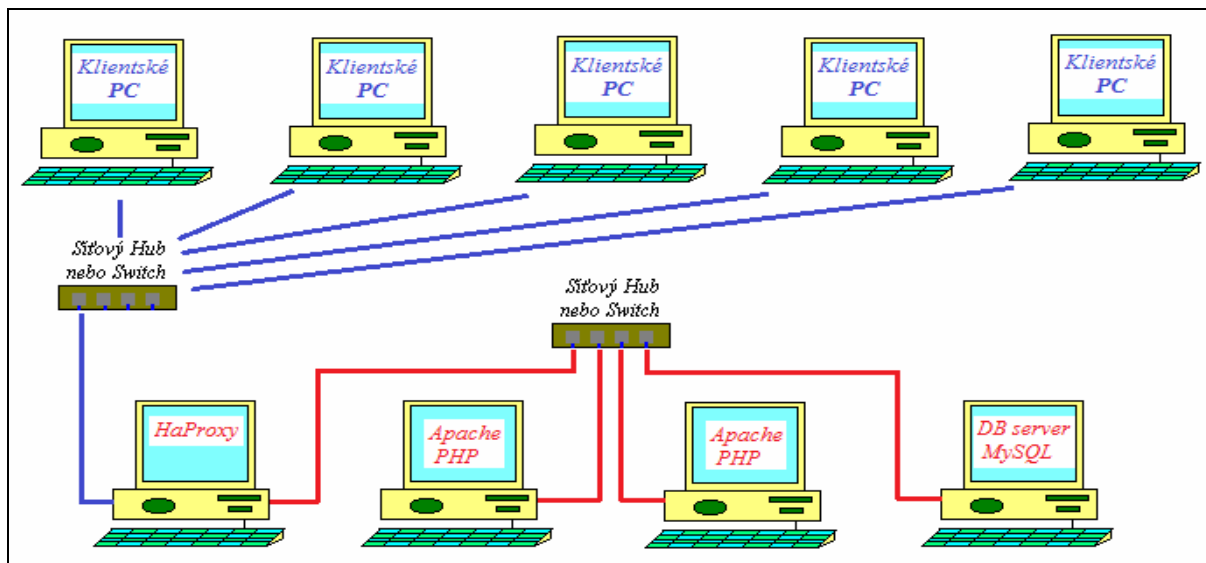 Klientské
PC
Klientské
PC
Klientské
PC
Klientské
PC
Klientské
PC
Síťový Hub
nebo Switch
Síťový Hub
nebo Switch
HaProxy
Apache
PHP
Apache
PHP
DB server
MySQL